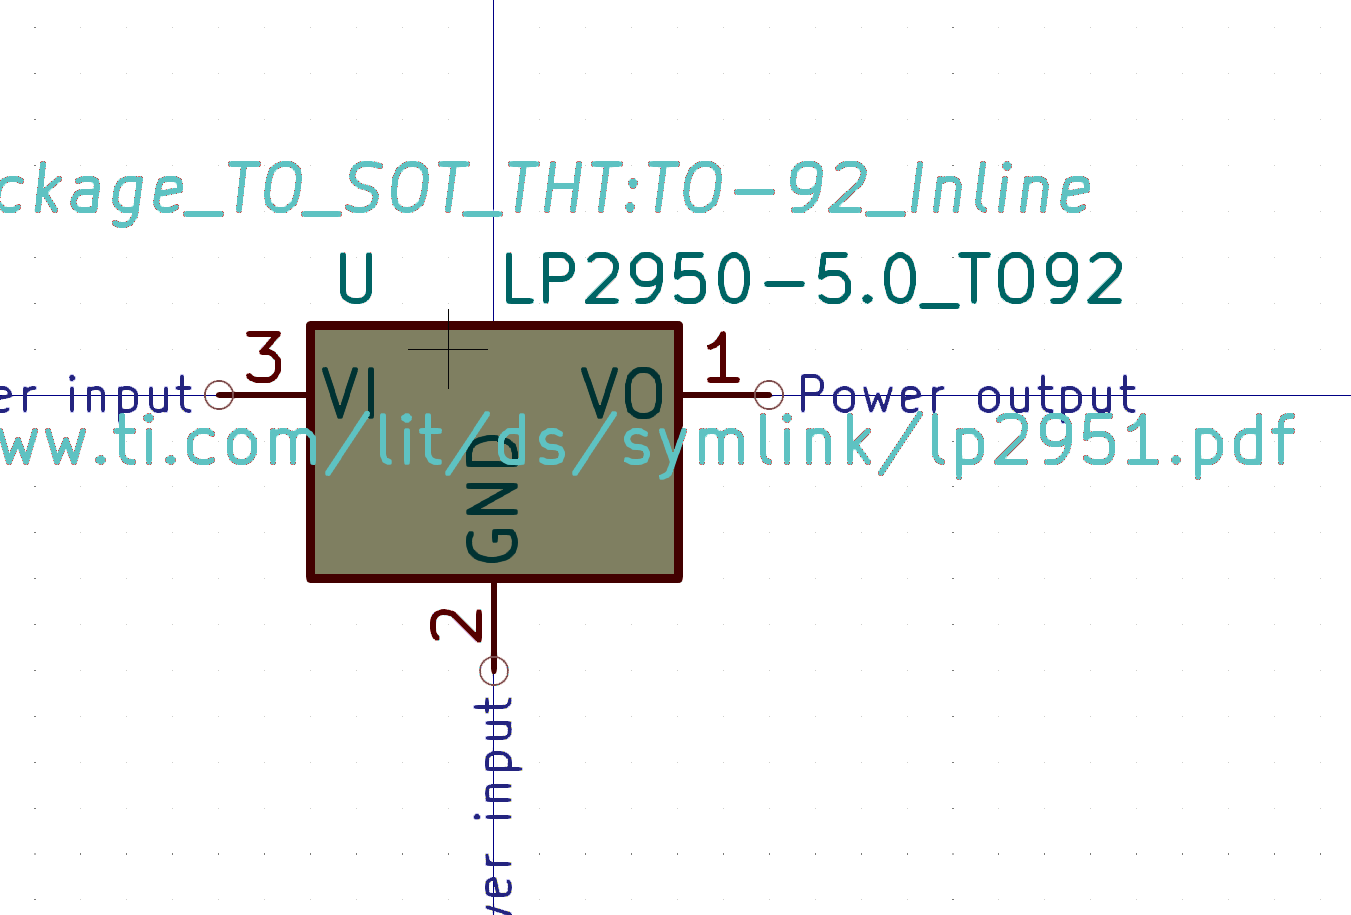 ckage_TO_SOT_THT:TO-92_Inline
U LP2950-5.0_TO92
3 1
er input VI VO Power output
ww.ti.com/lit/ds/symlink/lp2951.pdf
GND
2
ver input